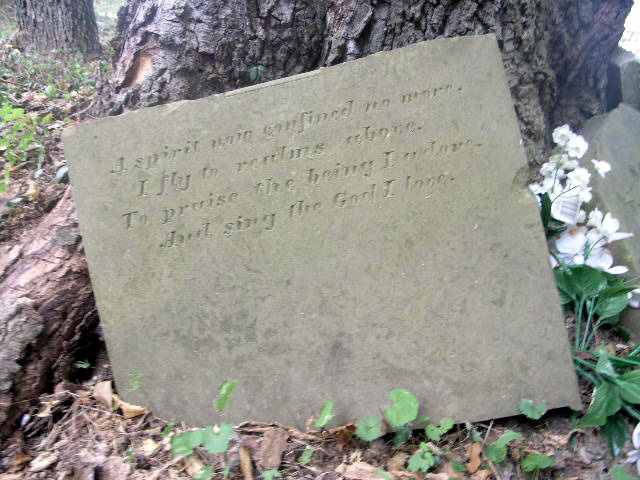 A spirit now confined no more.
I fly to realms above.
To praise the being I adore.
And sing the God I love.